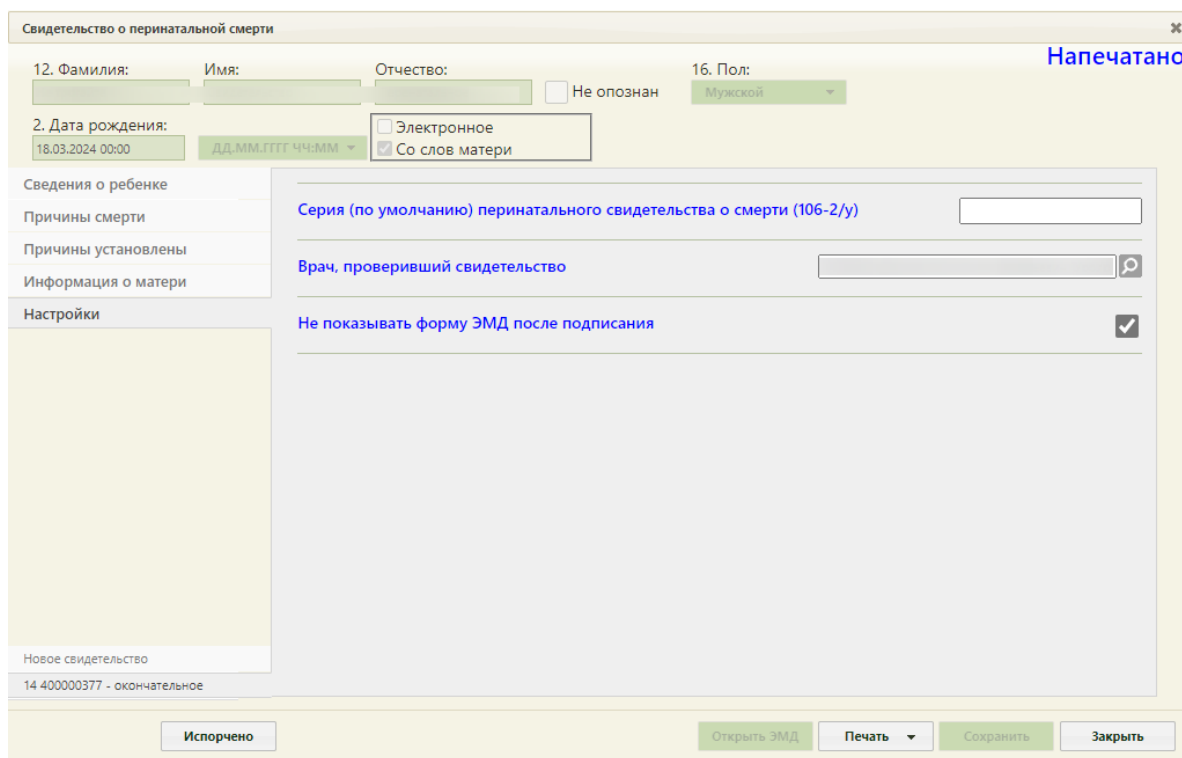 Свидетельство о перинатальной смерти
Напечатано
12. Фамилия: Имя: Отчество: 16. Пол:
Не опознан Мужской
2. Дата рождения:
Электронное
18.03.2024 00:00 ДД.ММ.ГГГГ ЧЧ:ММ Со слов матери
Сведения о ребенке
Причины смерти
Причины установлены
Информация о матери
Настройки
Серия (по умолчанию) перинатального свидетельства о смерти (106-2/у)
Врач, проверивший свидетельство
Не показывать форму ЭМД после подписания
Новое свидетельство
14 400000377 - окончательное
Испорчено Открыть ЭМД Печать Сохранить Закрыть